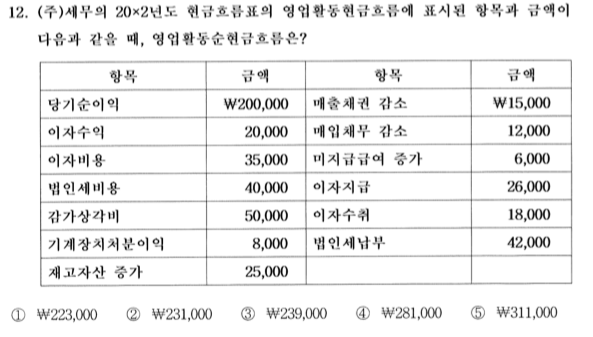 12. (주)세무의 20×2년도 현금흐름표의 영업활동현금흐름에 표시된 항목과 금액이
다음과 같을 때, 영업활동순현금흐름은?
항목 금액 항목 금액
당기순이익 ₩200,000 매출채권 감소 ₩15,000
이자수익 20,000 매입채무 감소 12,000
이자비용 35,000 미지급급여 증가 6,000
법인세비용 40,000 이자지급 26,000
감가상각비 50,000 이자수취 18,000
기계장치처분이익 8,000 법인세납부 42,000
재고자산 증가 25,000
① ₩223,000 ② ₩231,000 ③ ₩239,000 ④ ₩281,000 ⑤ ₩311,000